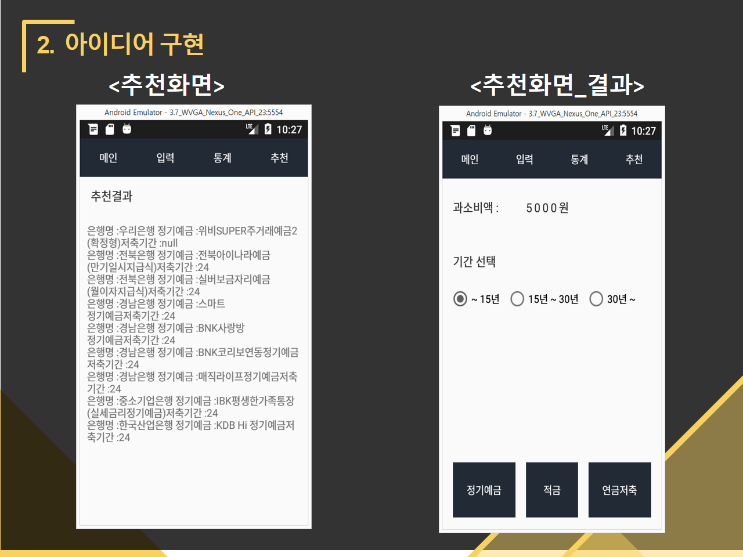 2. 아이디어 구현
<추천화면>
Android Emulator - 3.7_WVGA_Nexus_One_API_23:5554
LTE 10:27
메인 입력 통계 추천
추천결과
은행명 :우리은행 정기예금 :위비SUPER주거래예금2
(확정형)저축기간 :null
은행명 :전북은행 정기예금 :전북아이나라예금
(만기일시지급식)저축기간 :24
은행명 :전북은행 정기예금 :실버보금자리예금
(월이자지급식)저축기간 :24
은행명 :경남은행 정기예금 :스마트
정기예금저축기간 :24
은행명 :경남은행 정기예금 :BNK사랑방
정기예금저축기간 :24
은행명 :경남은행 정기예금 :BNK코리보연동정기예금
저축기간 :24
은행명 :경남은행 정기예금 :매직라이프정기예금저축
기간 :24
은행명 :중소기업은행 정기예금 :IBK평생한가족통장
(실세금리정기예금)저축기간 :24
은행명 :한국산업은행 정기예금 :KDB Hi 정기예금저
축기간 :24
<추천화면_결과>
Android Emulator - 3.7_WVGA_Nexus_One_API_23:5554
LTE 10:27
메인 입력 통계 추천
과소비액 : 5000원
기간 선택
~ 15년 15년 ~ 30년 30년 ~
정기예금 적금 연금저축